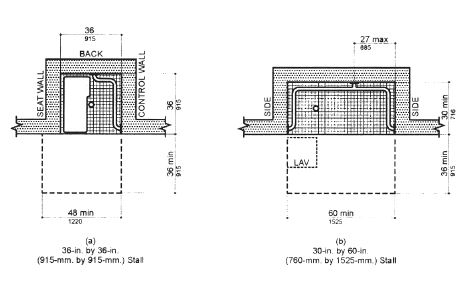 36
915
BACK
SEAT WALL
CONTROL WALL
36
915
36 min
915
48 min
1220
(a)
36-in. by 36-in.
(915-mm. by 915-mm.) Stall
27 max
685
SIDE
SIDE
30 min
716
36 min
915
LAV
60 min
1525
(b)
30-in. by 60-in.
(760-mm. by 1525-mm.) Stall